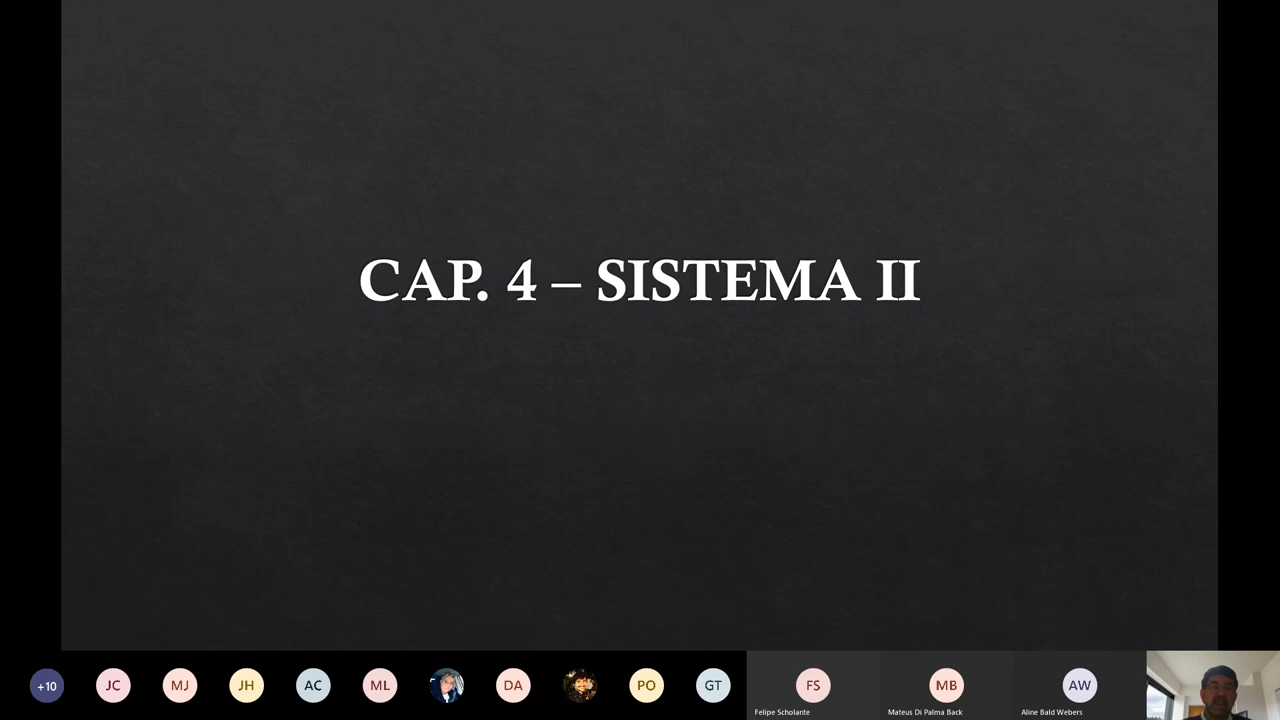 CAP. 4 – SISTEMA II
+10
JC
MJ
JH
AC
ML
DA
PO
GT
FS
MB
AW
Felipe Scholante
Mateus Di Palma Back
Aline Bald Webers